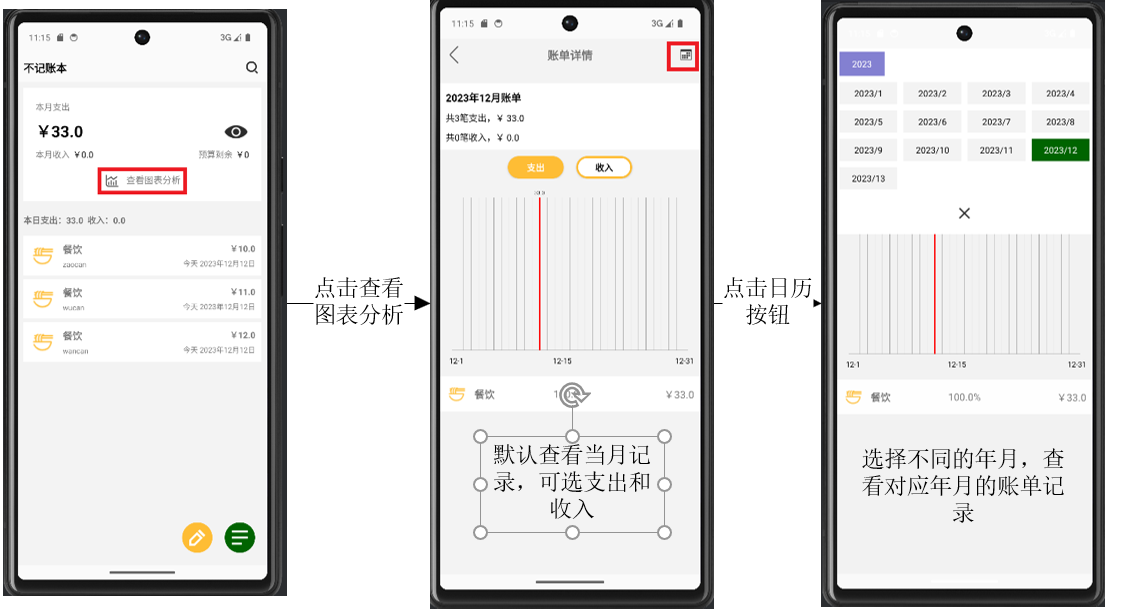 11:15
3G
不记账本
本月支出
￥33.0
本月收入 ￥0.0
预算剩余 ￥0
查看图表分析
本日支出：33.0 收入：0.0
餐饮
￥10.0
zaocan
今天 2023年12月12日
餐饮
￥11.0
wucan
今天 2023年12月12日
餐饮
￥12.0
wancan
今天 2023年12月12日
点击查看
图表分析
11:15
3G
账单详情
2023年12月账单
共3笔支出，￥ 33.0
共0笔收入，￥ 0.0
支出
收入
33.0
12-1
12-15
12-31
餐饮
￥33.0
默认查看当月记
录，可选支出和
收入
点击日历
按钮
2023
2023/1
2023/2
2023/3
2023/4
2023/5
2023/6
2023/7
2023/8
2023/9
2023/10
2023/11
2023/12
2023/13
12-1
12-15
12-31
餐饮
100.0%
￥33.0
选择不同的年月，查
看对应年月的账单记
录